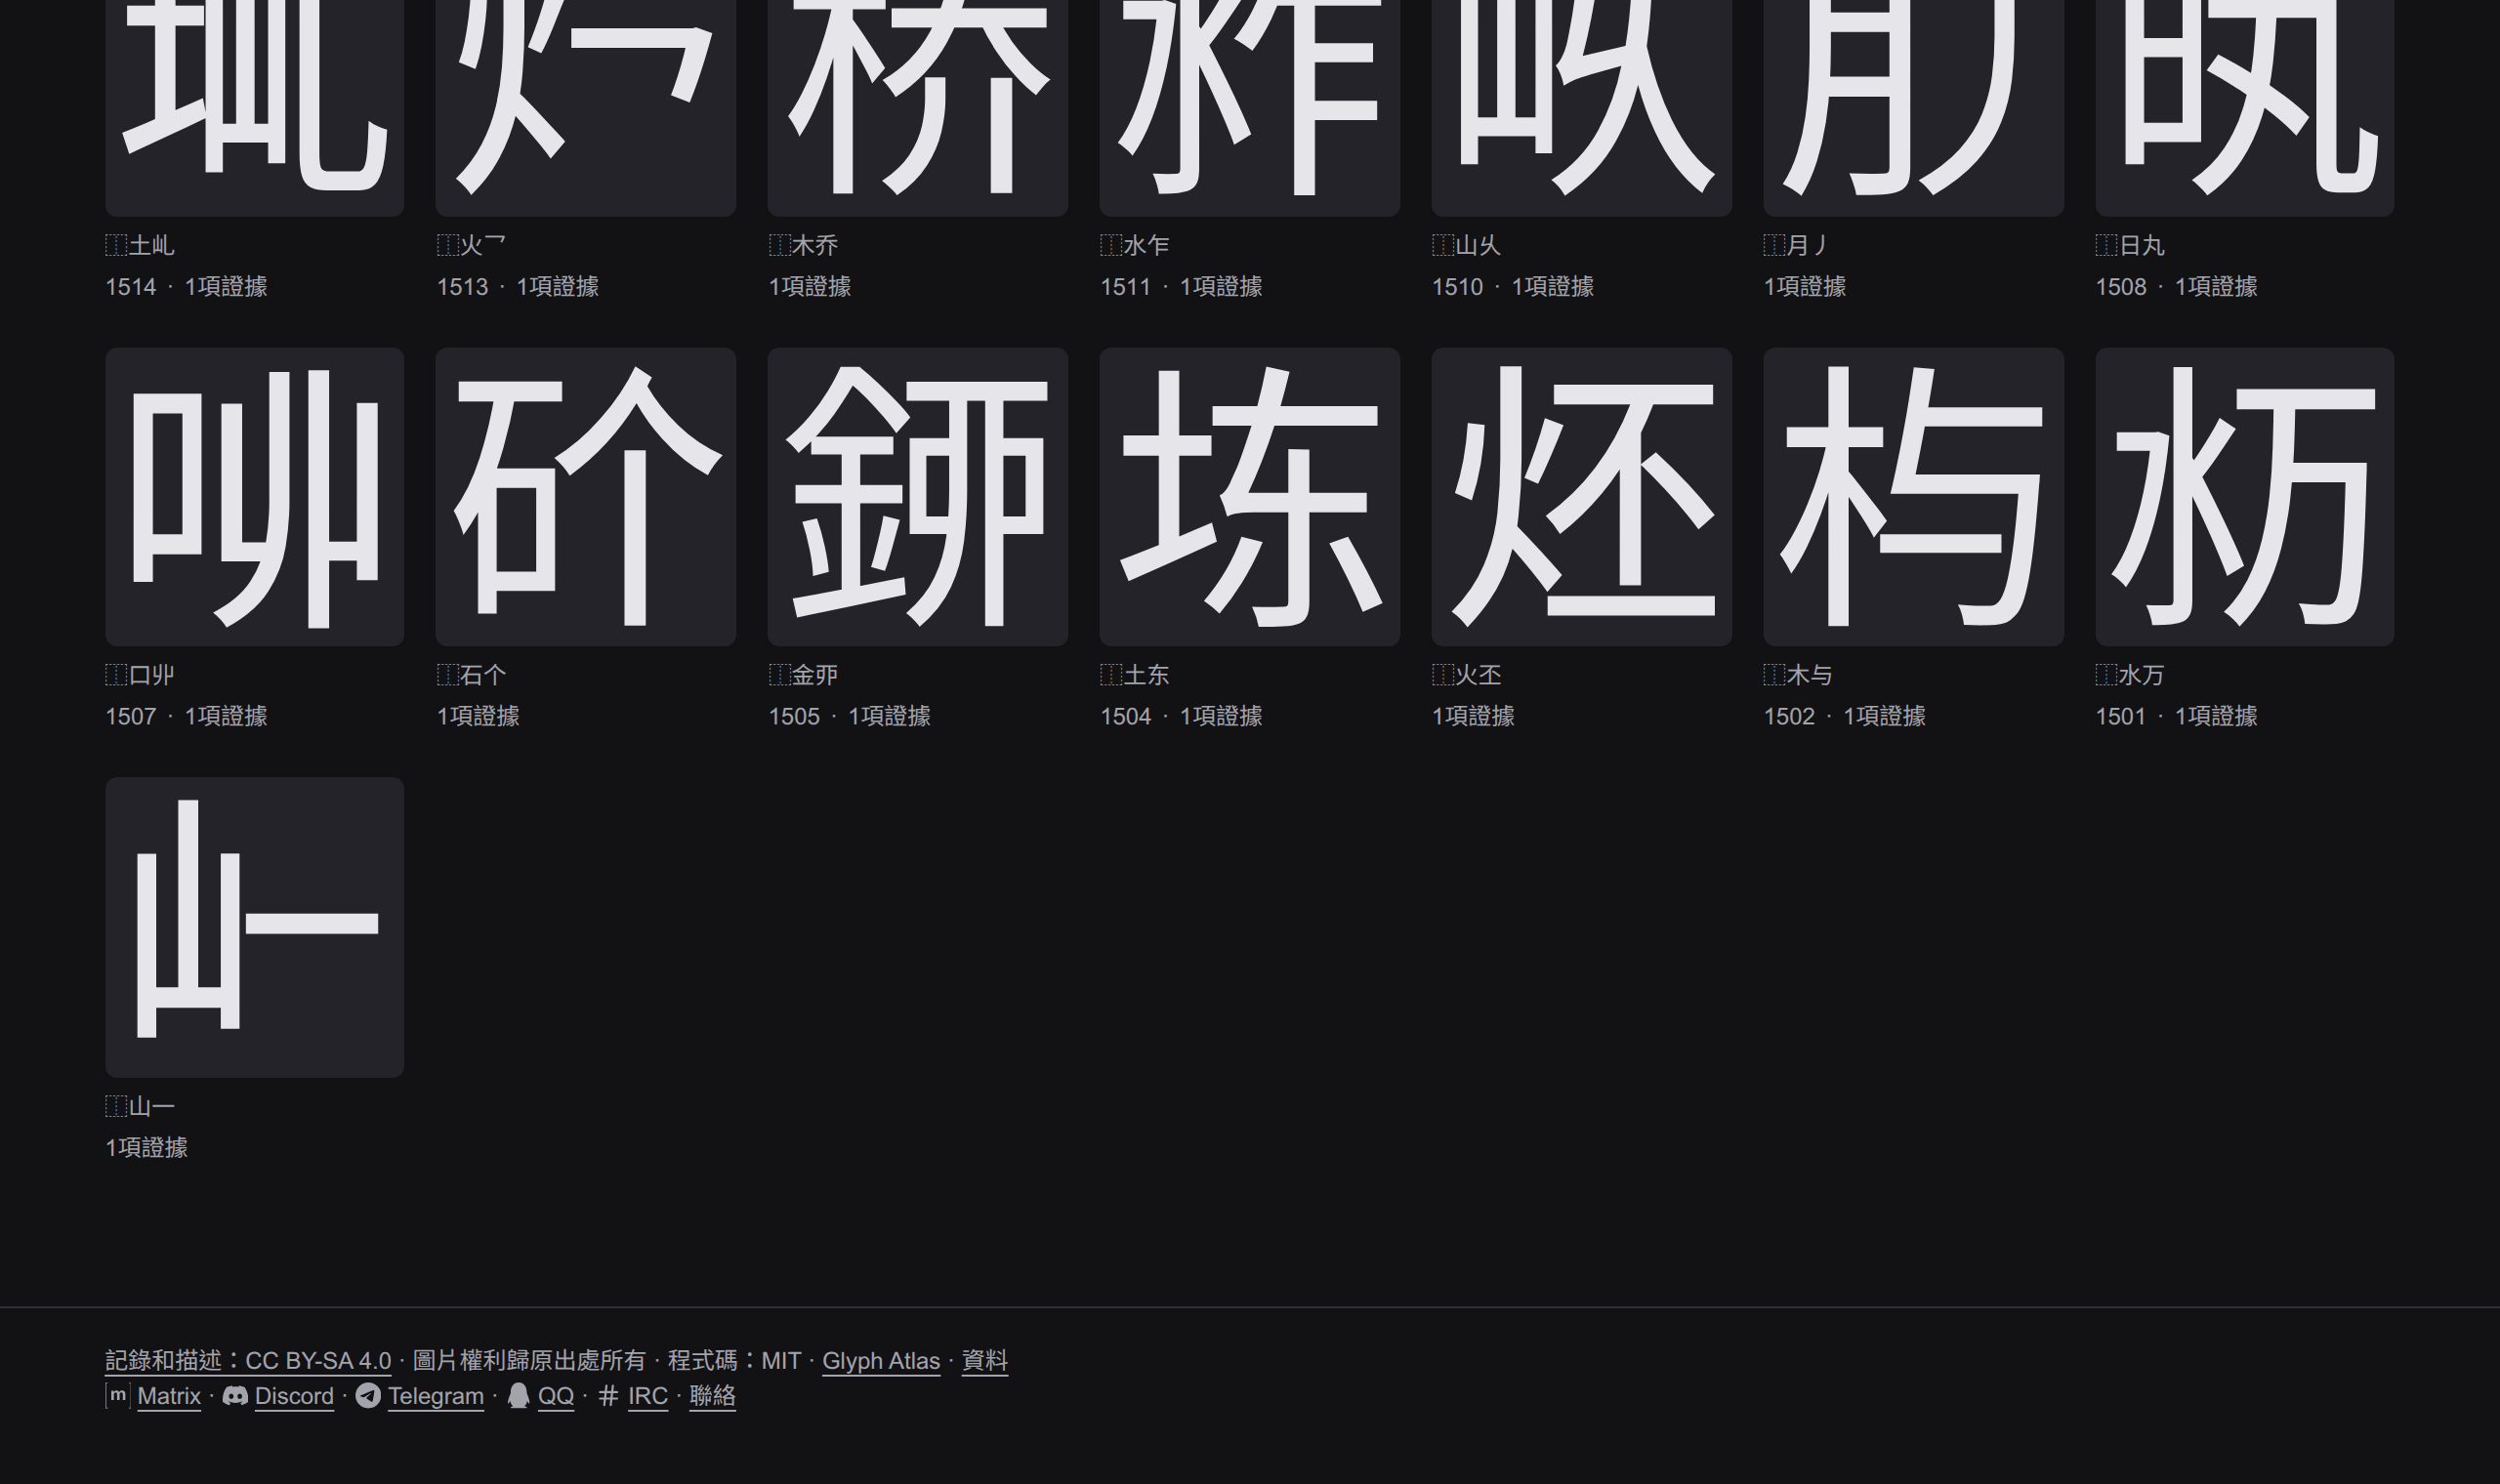 ⿰土乢
1514 · 1項證據
⿰火乛
1513 · 1項證據
⿰木乔
1項證據
⿰水乍
1511 · 1項證據
⿰山乆
1510 · 1項證據
⿰月丿
1項證據
⿰日丸
1508 · 1項證據
⿰口丱
1507 · 1項證據
⿰石个
1項證據
⿰金丣
1505 · 1項證據
⿰土东
1504 · 1項證據
⿰火丕
1項證據
⿰木与
1502 · 1項證據
⿰水万
1501 · 1項證據
⿰山一
1項證據
記錄和描述：CC BY-SA 4.0 · 圖片權利歸原出處所有 · 程式碼：MIT · Glyph Atlas · 資料
Matrix · Discord · Telegram · QQ · IRC · 聯絡